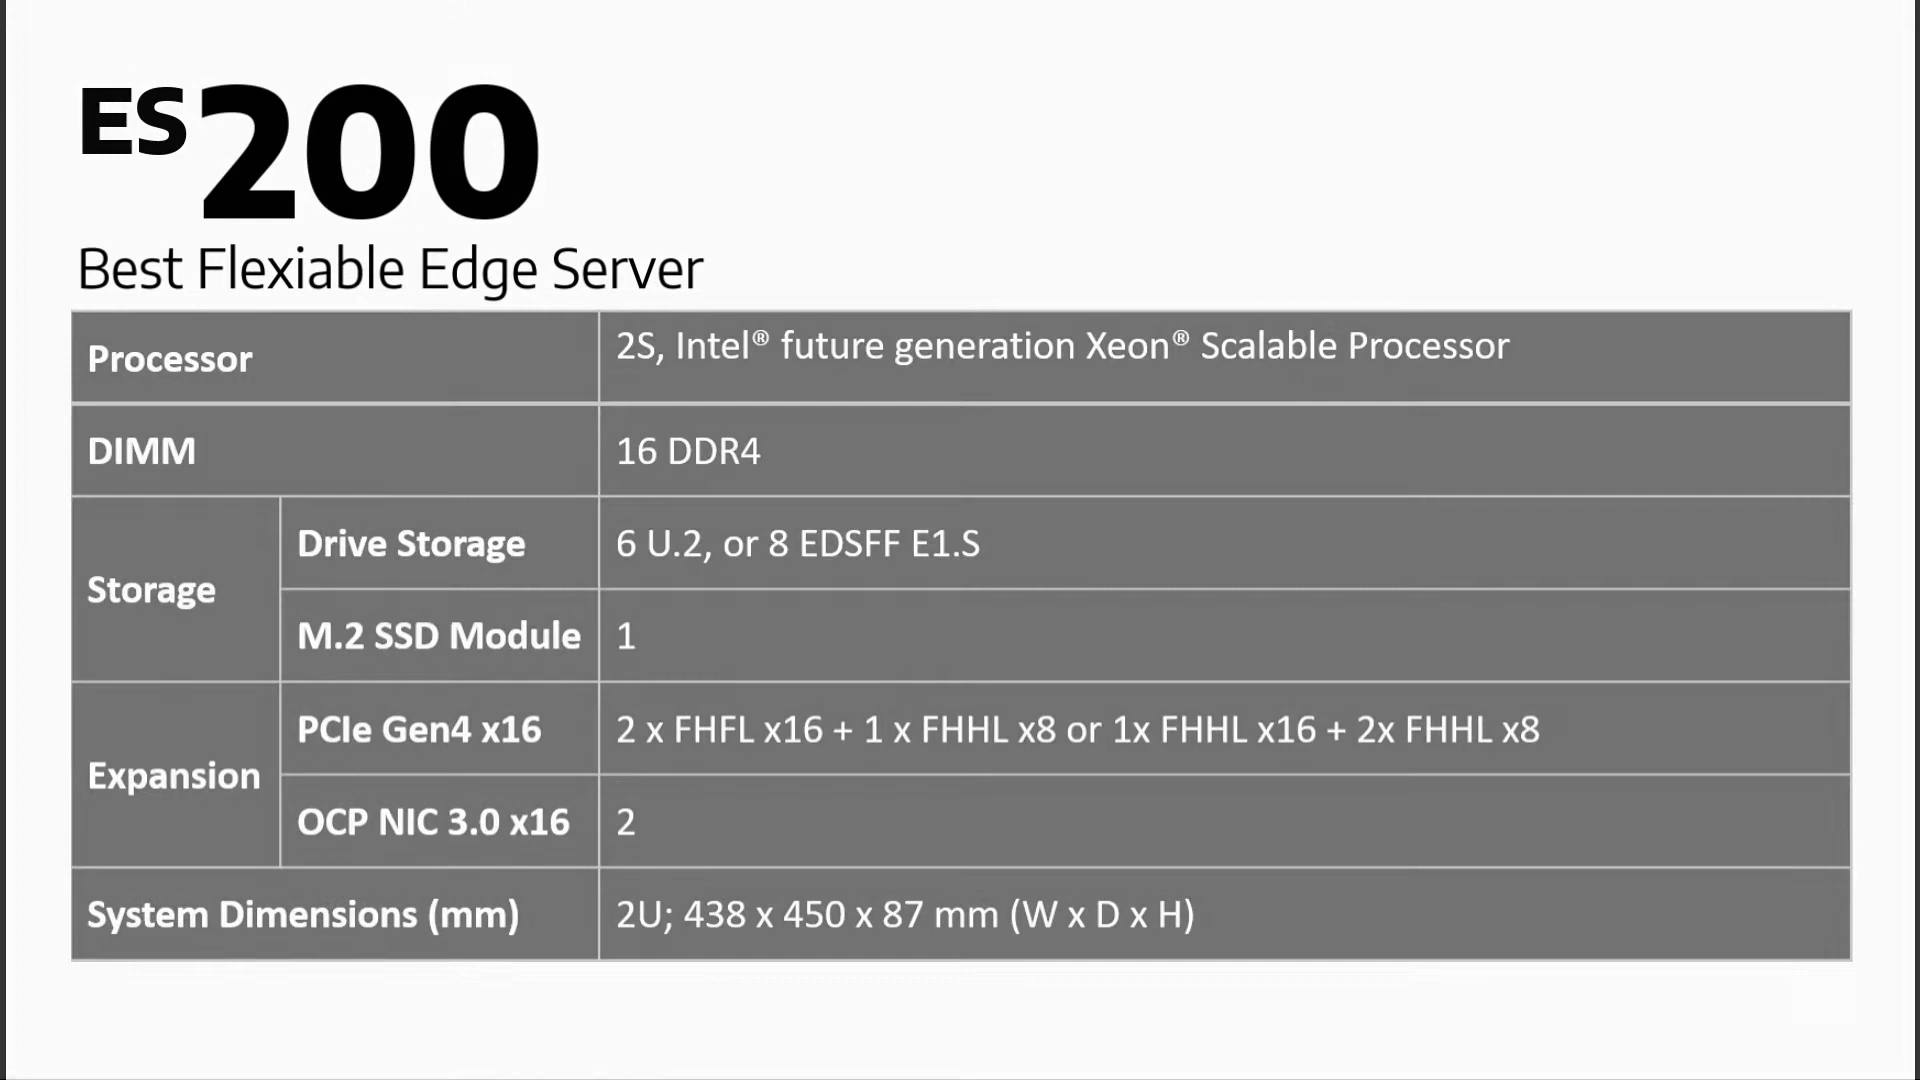 ES200
Best Flexiable Edge Server
Processor
2S, Intel® future generation Xeon® Scalable Processor
DIMM
16 DDR4
Storage
Drive Storage
6 U.2, or 8 EDSFF E1.S
M.2 SSD Module
1
Expansion
PCIe Gen4 x16
2 x FHFL x16 + 1 x FHHL x8 or 1x FHHL x16 + 2x FHHL x8
OCP NIC 3.0 x16
2
System Dimensions (mm)
2U; 438 x 450 x 87 mm (W x D x H)